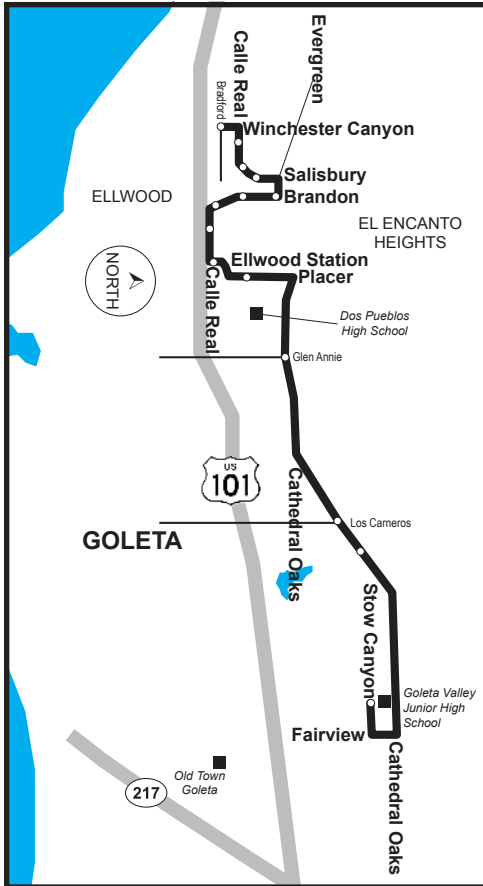 Evergreen
Calle Real
Bradford
Winchester Canyon
Salisbury
Brandon
ELLWOOD
EL ENCANTO
HEIGHTS
Ellwood Station
Placer
NORTH
Calle Real
Dos Pueblos
High School
Glen Annie
US
101
Cathedral Oaks
Los Carneros
GOLETA
Stow Canyon
Goleta Valley
Junior High
School
Fairview
Cathedral Oaks
Old Town
Goleta
217